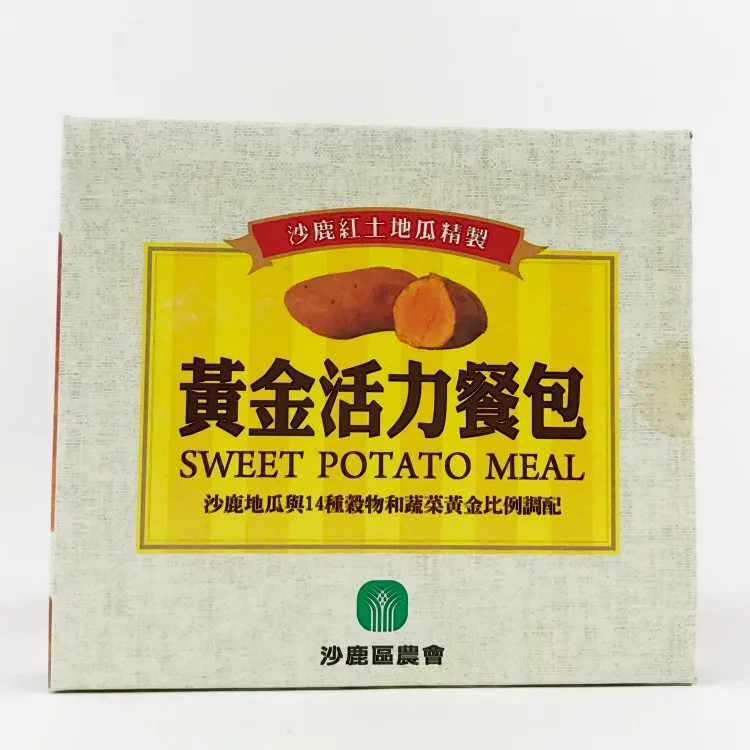 沙鹿紅土地瓜精製
黃金活力餐包
SWEET POTATO MEAL
沙鹿地瓜與14種穀物和蔬菜黃金比例調配
沙鹿區農會